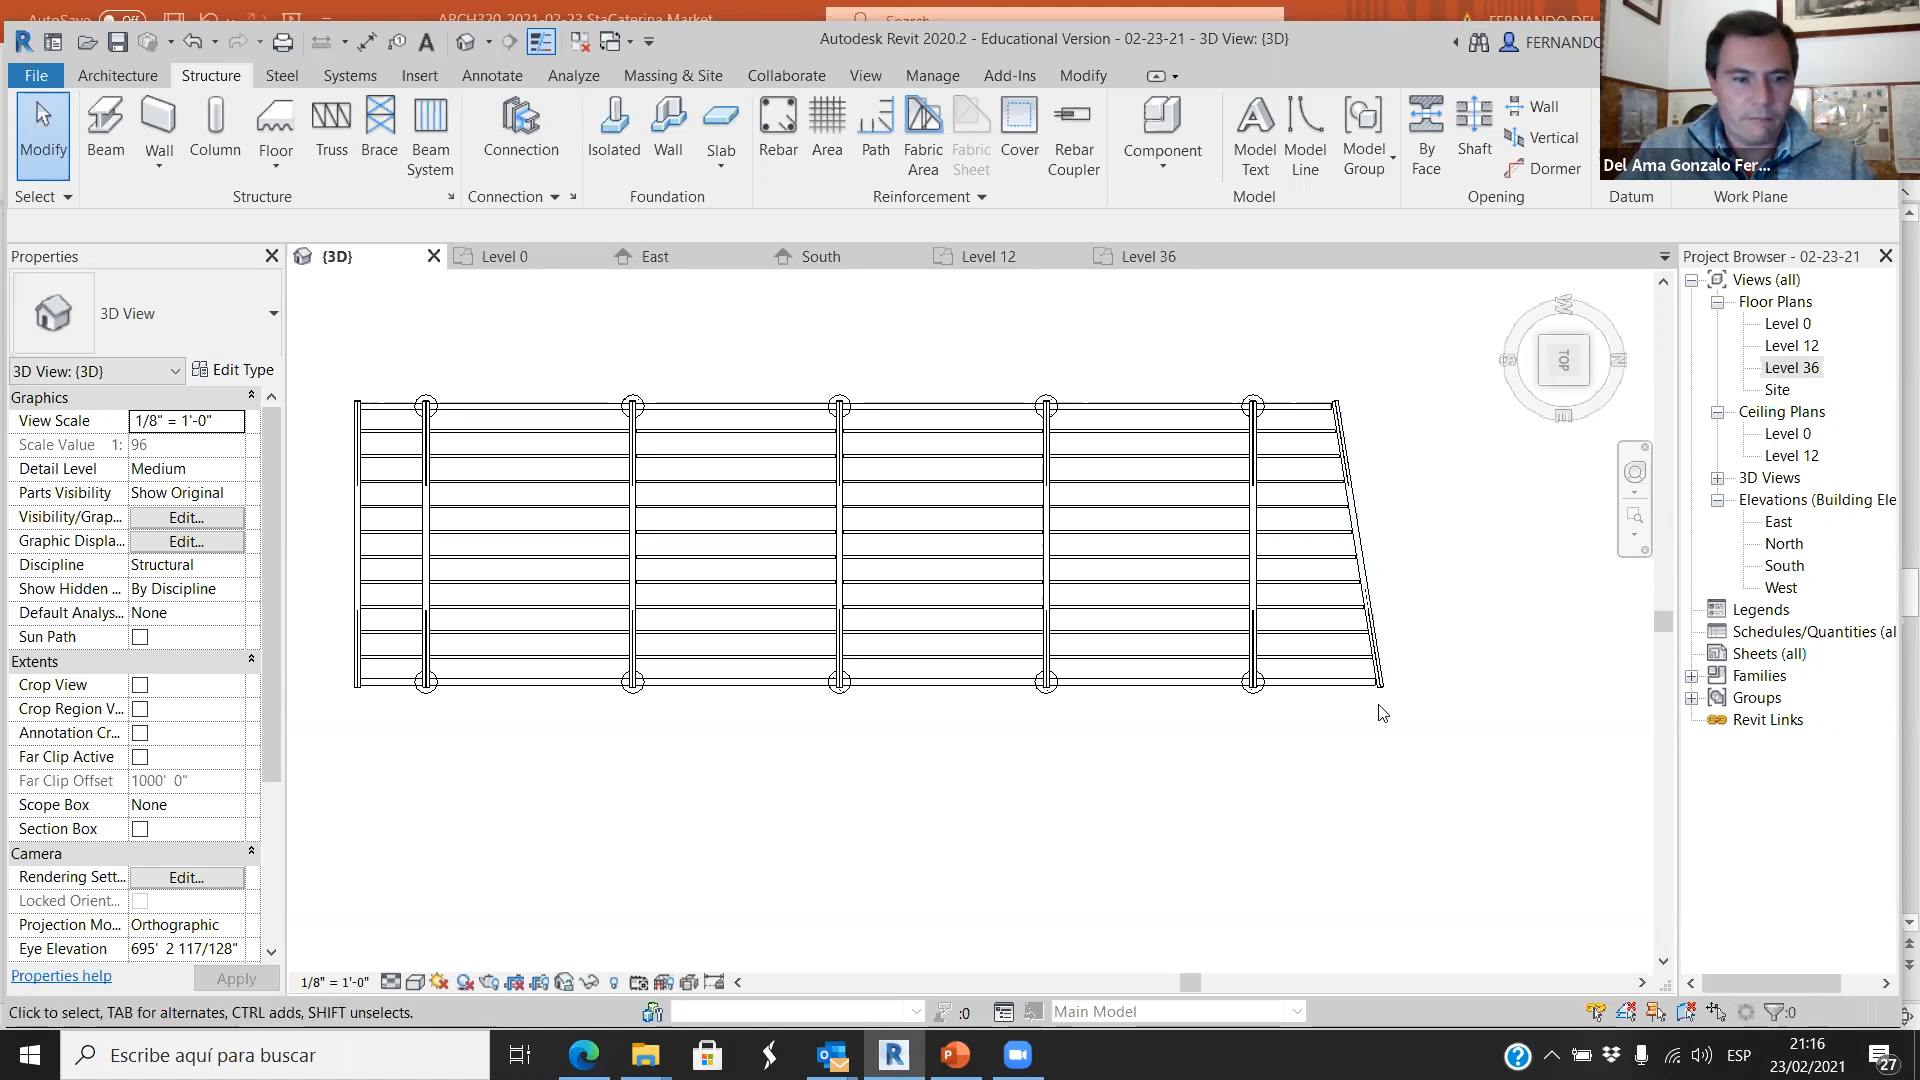 AutoSave Off
ARCH320_2021-02-23 StaCaterina Market
Search
Autodesk Revit 2020.2 - Educational Version - 02-23-21 - 3D View: {3D}
FERNANDO
File Architecture Structure Steel Systems Insert Annotate Analyze Massing & Site Collaborate View Manage Add-Ins Modify
Modify
Beam
Wall
Column
Floor
Truss
Brace
Beam System
Connection
Isolated
Wall
Slab
Rebar
Area
Path
Fabric Area
Fabric Sheet
Cover
Rebar Coupler
Component
Model Text
Model Line
Model Group
By Face
Shaft
Wall
Vertical
Dormer
Del Ama Gonzalo Fer...
Select Structure Connection Foundation Reinforcement Model Opening Datum Work Plane
Properties
3D View
3D View: {3D} Edit Type
Graphics
View Scale 1/8" = 1'-0"
Scale Value 1: 96
Detail Level Medium
Parts Visibility Show Original
Visibility/Grap... Edit...
Graphic Displa... Edit...
Discipline Structural
Show Hidden ... By Discipline
Default Analys... None
Sun Path
Extents
Crop View
Crop Region V...
Annotation Cr...
Far Clip Active
Far Clip Offset 1000' 0"
Scope Box None
Section Box
Camera
Rendering Sett... Edit...
Locked Orient...
Projection Mo... Orthographic
Eye Elevation 695' 2 117/128"
Properties help Apply
{3D} Level 0 East South Level 12 Level 36
TOP
Project Browser - 02-23-21
Views (all)
Floor Plans
Level 0
Level 12
Level 36
Site
Ceiling Plans
Level 0
Level 12
3D Views
Elevations (Building Ele
East
North
South
West
Legends
Schedules/Quantities (al
Sheets (all)
Families
Groups
Revit Links
1/8" = 1'-0"
Click to select, TAB for alternates, CTRL adds, SHIFT unselects.
:0
Main Model
:0
Escribe aquí para buscar
ESP
21:16
23/02/2021
27